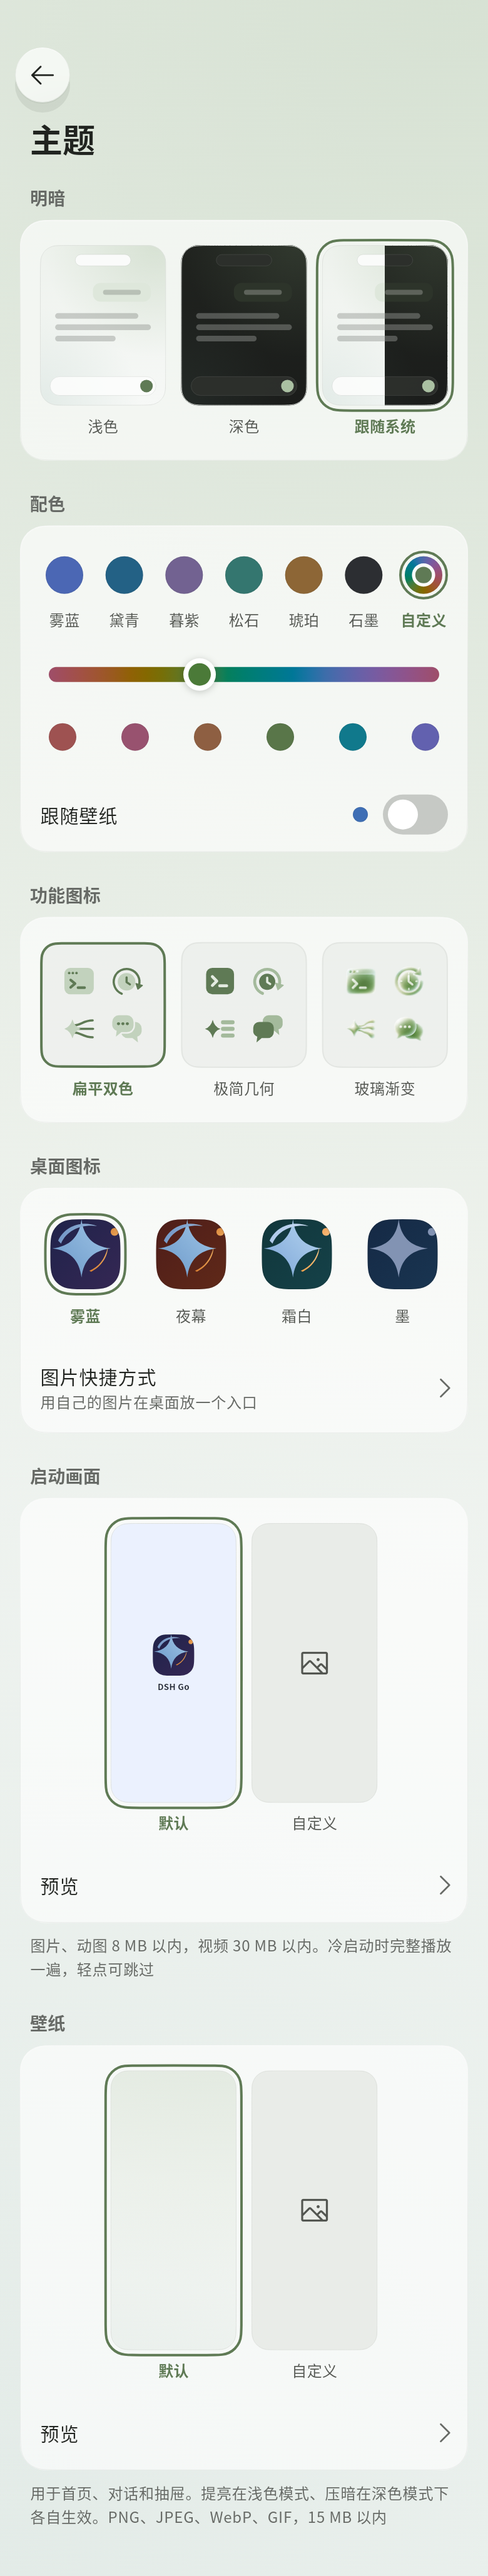 主题
明暗
浅色
深色
跟随系统
配色
雾蓝
黛青
暮紫
松石
琥珀
石墨
自定义
跟随壁纸
功能图标
扁平双色
极简几何
玻璃渐变
桌面图标
雾蓝
夜幕
霜白
墨
图片快捷方式
用自己的图片在桌面放一个入口
启动画面
DSH Go
默认
自定义
预览
图片、动图 8 MB 以内，视频 30 MB 以内。冷启动时完整播放
一遍，轻点可跳过
壁纸
默认
自定义
预览
用于首页、对话和抽屉。提亮在浅色模式、压暗在深色模式下
各自生效。PNG、JPEG、WebP、GIF，15 MB 以内